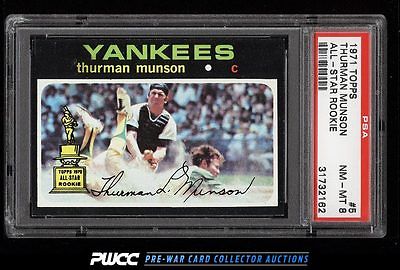 YANKEES
thurman munson • c
TOPPS 1970
ALL-STAR
ROOKIE
Thurman L. Munson
PSA
1971 TOPPS
THURMAN MUNSON
ALL-STAR ROOKIE
#5
NM-MT 8
31732162
PWCC PRE-WAR CARD COLLECTOR AUCTIONS